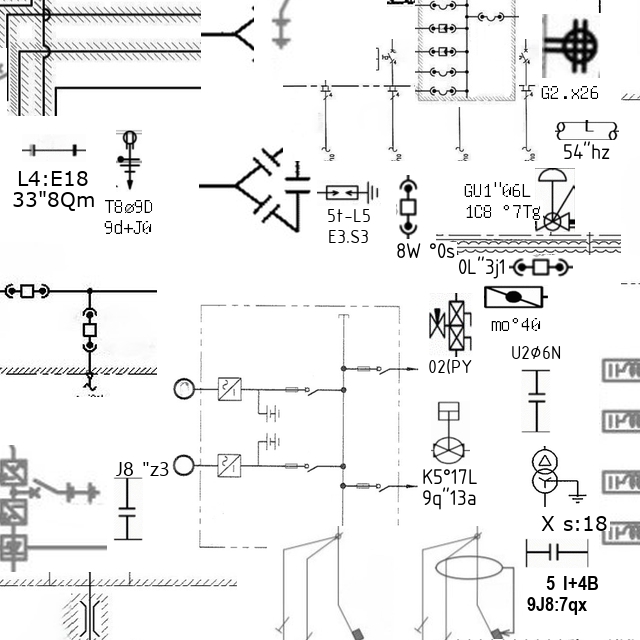 G2.x26
54"hz
L4:E18
33"8Qm
T8ø9D
9d+J0
5t-L5
E3.S3
GU1"06L
1C8 °7Tg
8W °0s
0L"3j1
mo°40
02(PY
U2ø6N
J8 "z3
K5°17L
9q"13a
X s:18
5 I+4B
9J8:7qx